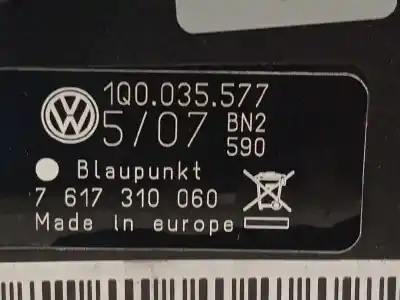 1Q0.035.577
5/07 BN2
590
Blaupunkt
7 617 310 060
Made in europe